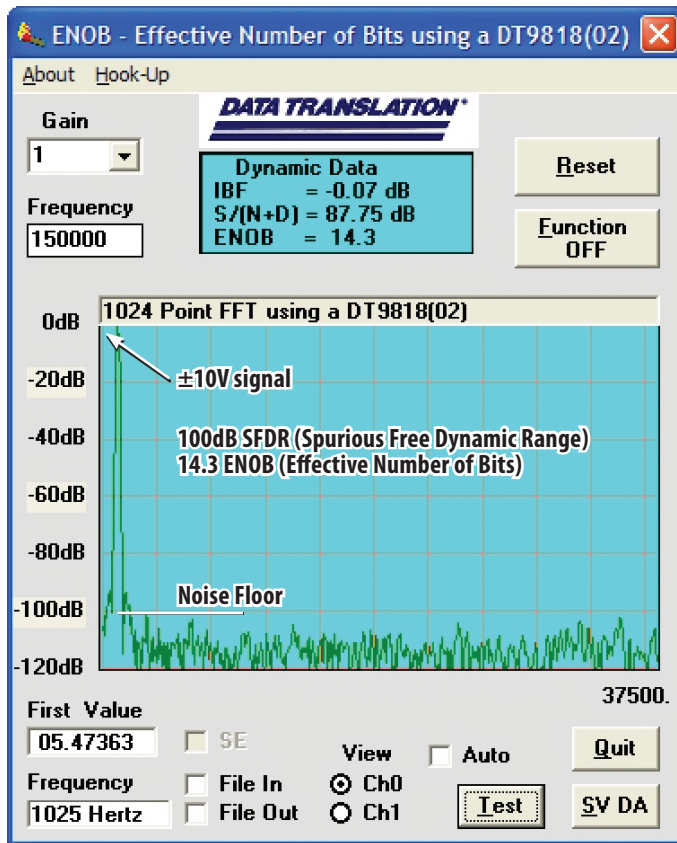 ENOB - Effective Number of Bits using a DT9818(02)
About Hook-Up
Gain
1
DATA TRANSLATION
Dynamic Data
IBF = -0.07 dB
S/(N+D) = 87.75 dB
ENOB = 14.3
Reset
Frequency
150000
Function
OFF
1024 Point FFT using a DT9818(02)
0dB
-20dB
-40dB
-60dB
-80dB
-100dB
-120dB
±10V signal
100dB SFDR (Spurious Free Dynamic Range)
14.3 ENOB (Effective Number of Bits)
Noise Floor
37500.
First Value
05.47363
SE
View
Auto
Quit
Frequency
1025 Hertz
File In
File Out
Ch0
Ch1
Test
SV DA